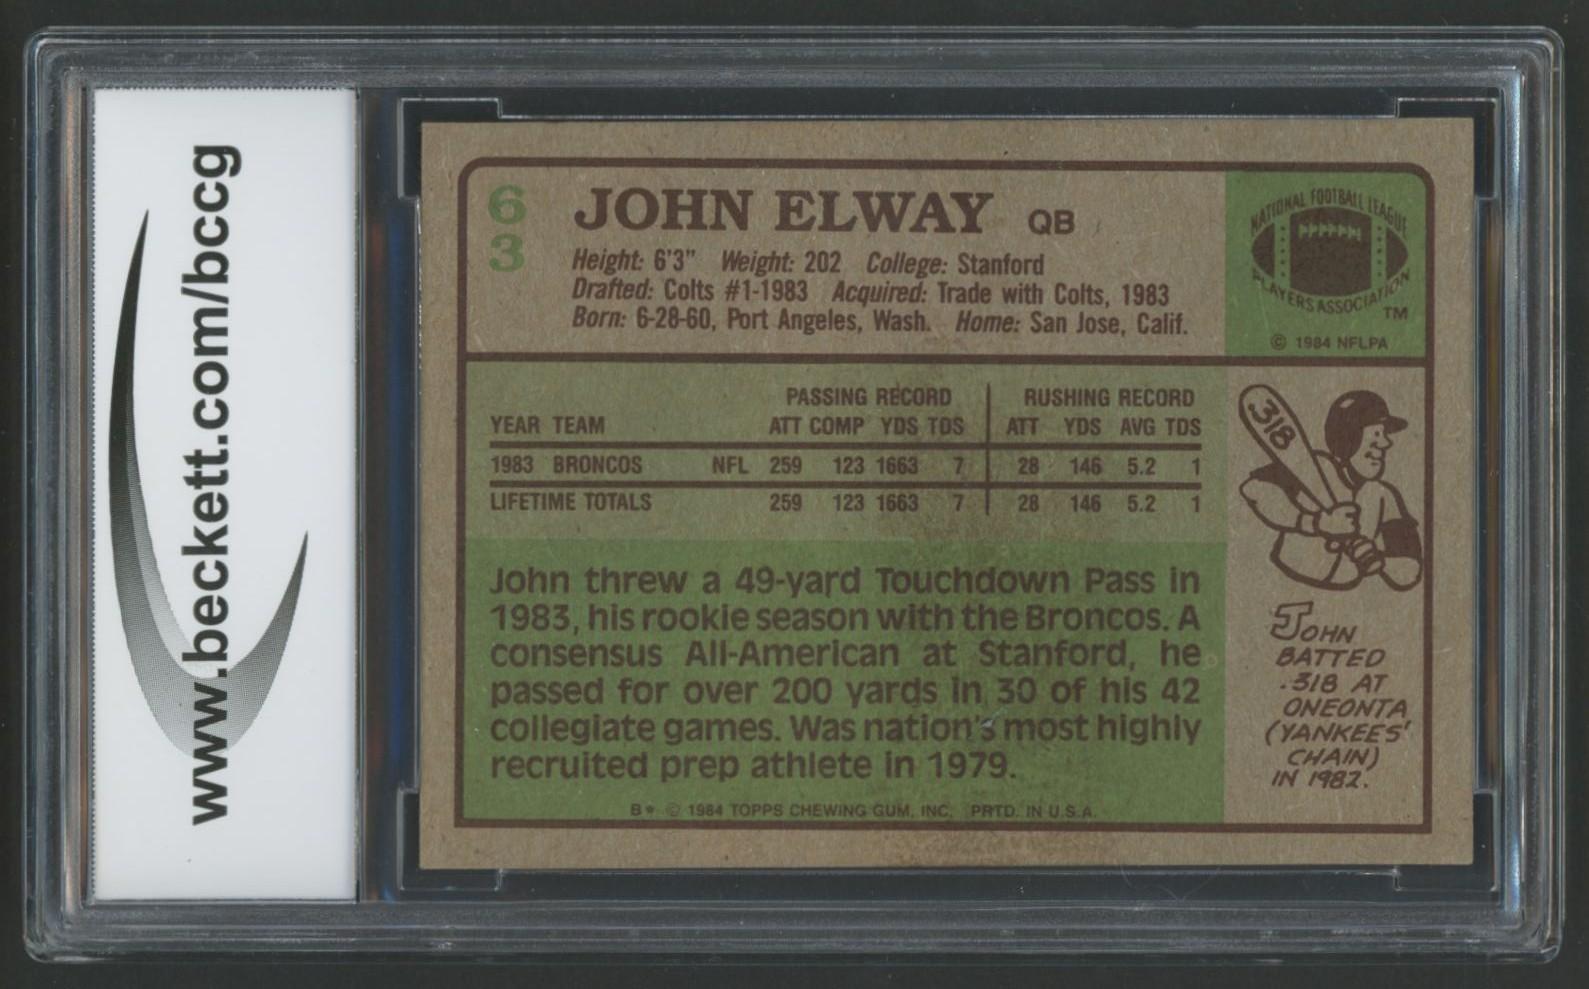 www.beckett.com/bccg
63
JOHN ELWAY QB
Height: 6'3" Weight: 202 College: Stanford
Drafted: Colts #1-1983 Acquired: Trade with Colts, 1983
Born: 6-28-60, Port Angeles, Wash. Home: San Jose, Calif.
NATIONAL FOOTBALL LEAGUE
PLAYERS ASSOCIATION
TM
© 1984 NFLPA
PASSING RECORD RUSHING RECORD
YEAR TEAM ATT COMP YDS TDS ATT YDS AVG TDS
1983 BRONCOS NFL 259 123 1663 7 28 146 5.2 1
LIFETIME TOTALS 259 123 1663 7 28 146 5.2 1
John threw a 49-yard Touchdown Pass in
1983, his rookie season with the Broncos. A
consensus All-American at Stanford, he
passed for over 200 yards in 30 of his 42
collegiate games. Was nation's most highly
recruited prep athlete in 1979.
318
JOHN
BATTED
.318 AT
ONEONTA
(YANKEES'
CHAIN)
IN 1982.
B* © 1984 TOPPS CHEWING GUM, INC. PRTD. IN U.S.A.